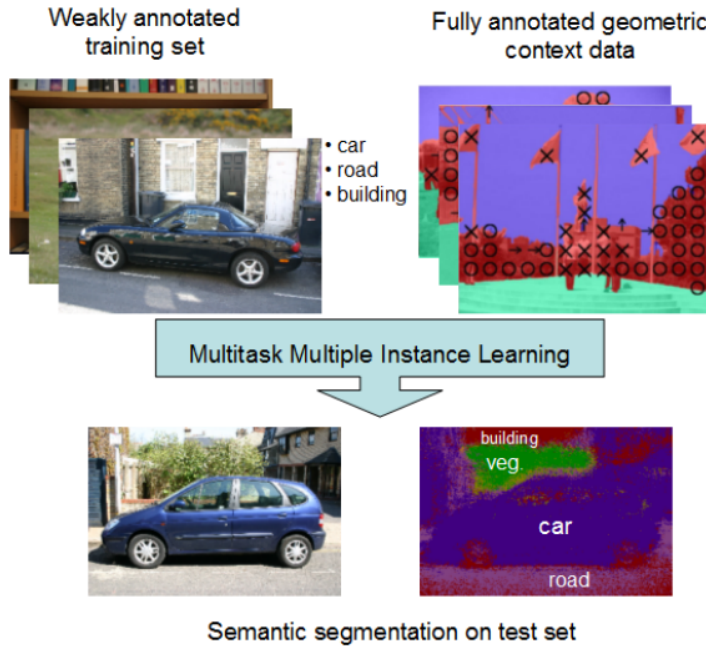 Weakly annotated
training set
Fully annotated geometric
context data
• car
• road
• building
Multitask Multiple Instance Learning
building
veg.
car
road
Semantic segmentation on test set